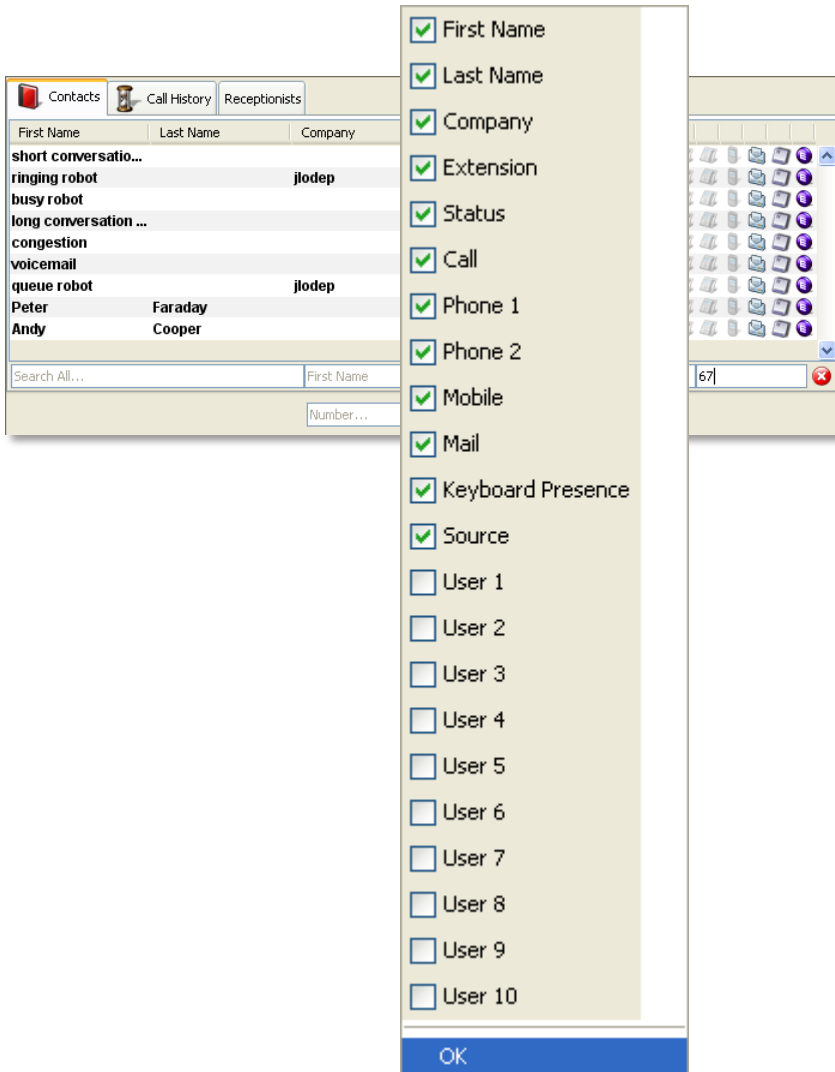 Contacts Call History Receptionists
First Name Last Name Company
short conversatio...
ringing robot jlodep
busy robot
long conversation ...
congestion
voicemail
queue robot jlodep
Peter Faraday
Andy Cooper
Search All... First Name 67
Number...
First Name
Last Name
Company
Extension
Status
Call
Phone 1
Phone 2
Mobile
Mail
Keyboard Presence
Source
User 1
User 2
User 3
User 4
User 5
User 6
User 7
User 8
User 9
User 10
OK